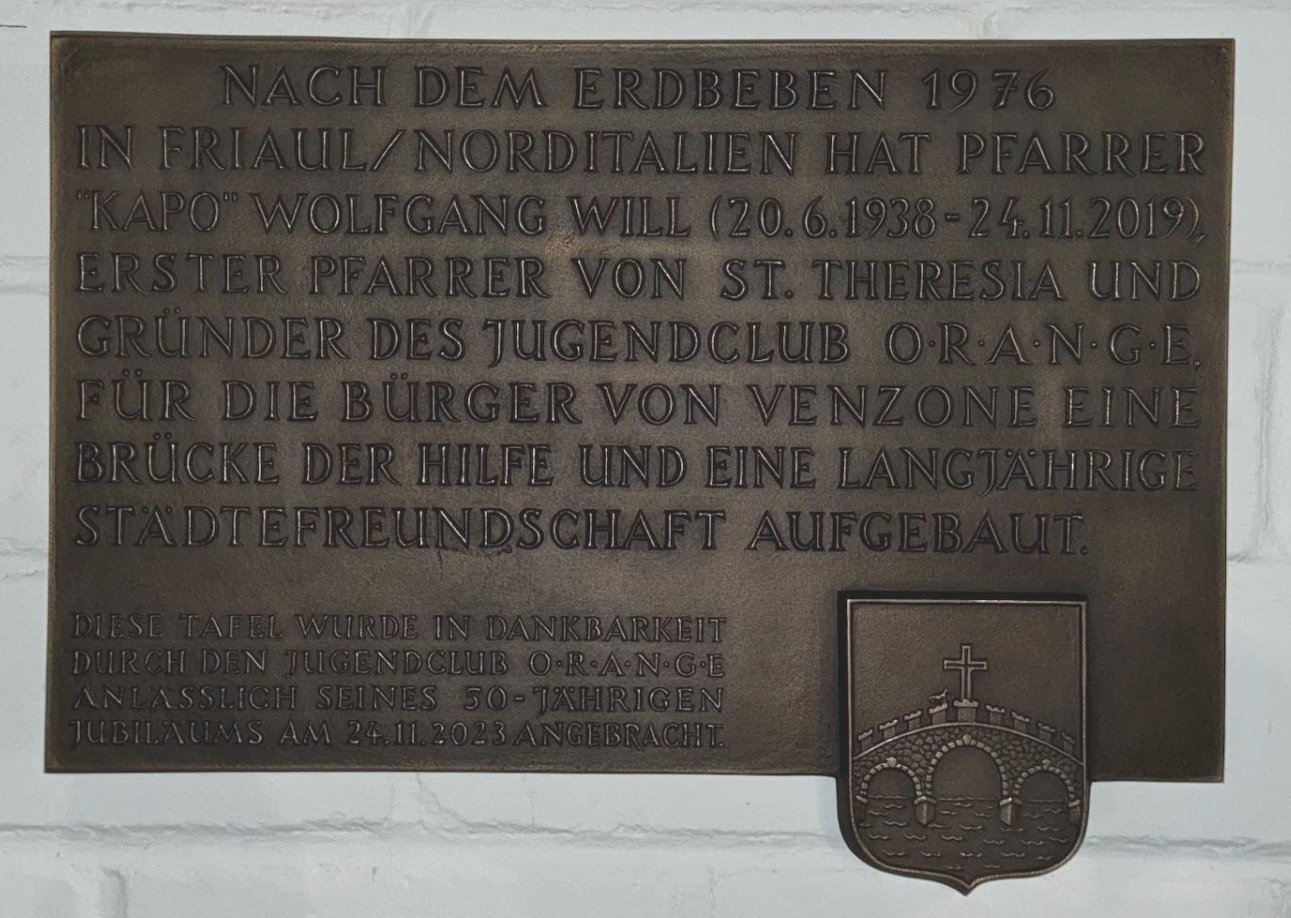 NACH DEM ERDBEBEN 1976
IN FRIAUL/NORDITALIEN HAT PFARRER
"KAPO" WOLFGANG WILL (20.6.1938-24.11.2019),
ERSTER PFARRER VON ST. THERESIA UND
GRÜNDER DES JUGENDCLUB O·R·A·N·G·E,
FÜR DIE BÜRGER VON VENZONE EINE
BRÜCKE DER HILFE UND EINE LANGJÄHRIGE
STÄDTEFREUNDSCHAFT AUFGEBAUT.
DIESE TAFEL WURDE IN DANKBARKEIT
DURCH DEN JUGENDCLUB O·R·A·N·G·E
ANLÄSSLICH SEINES 50-JÄHRIGEN
JUBILÄUMS AM 24.11.2023 ANGEBRACHT.